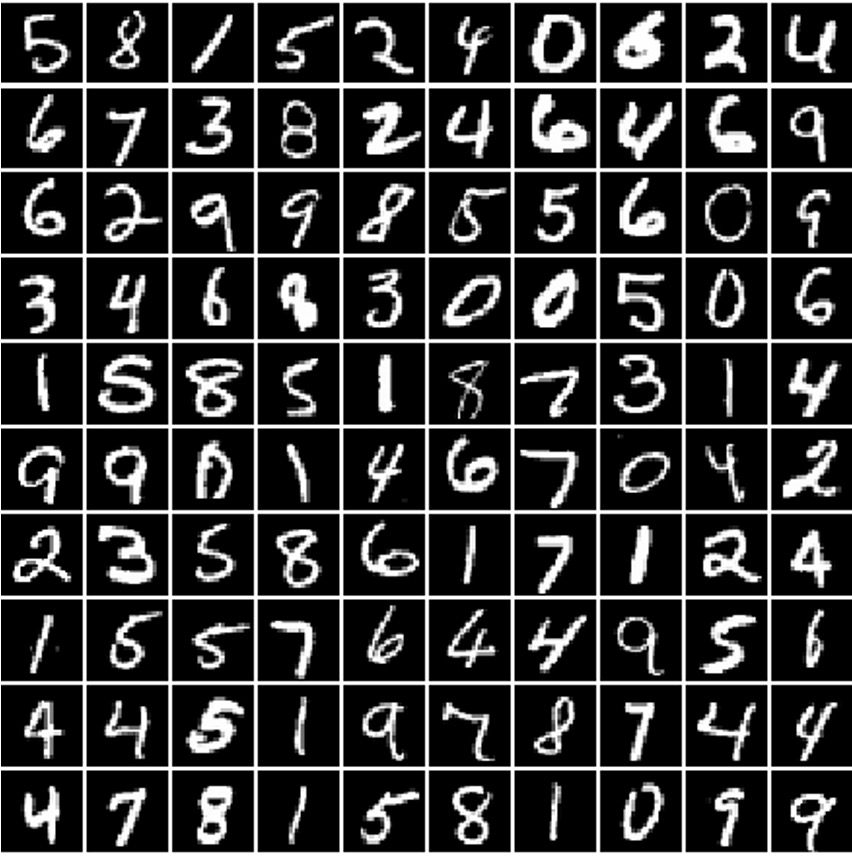 5 8 1 5 2 4 0 6 2 4
6 7 3 8 2 4 6 4 6 9
6 2 9 9 8 5 5 6 0 9
3 4 6 8 3 0 0 5 0 6
1 5 8 5 1 8 7 3 1 4
9 9 0 1 4 6 7 0 4 2
2 3 5 8 6 1 7 1 2 4
1 5 5 7 6 4 4 9 5 6
4 4 5 1 9 7 8 7 4 4
4 7 8 1 5 8 1 0 9 9